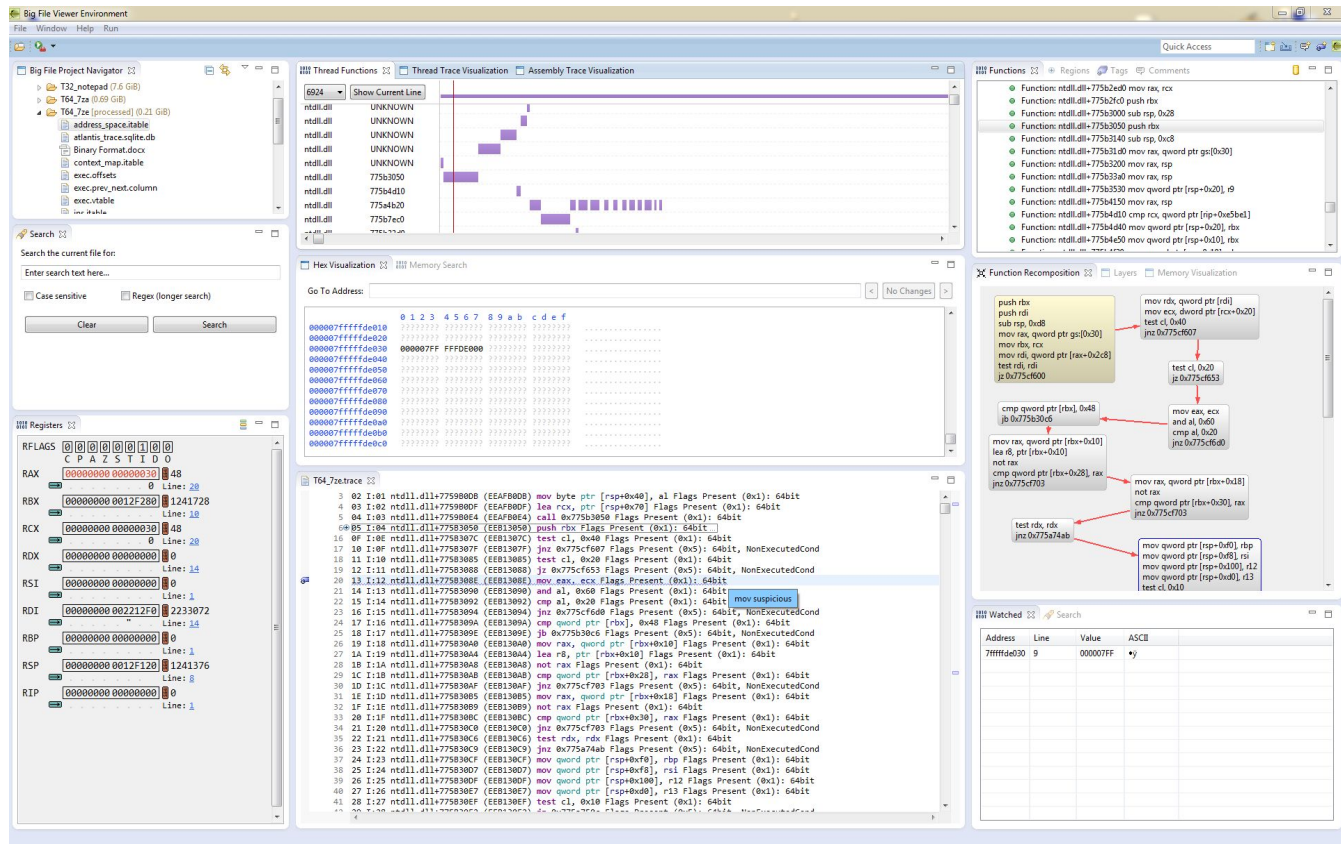 Big File Viewer Environment
File Window Help Run
Quick Access
Big File Project Navigator
T32_notepad (7.6 GiB)
T64_7za (0.69 GiB)
T64_7ze [processed] (0.21 GiB)
address_space.itable
atlantis_trace.sqlite.db
Binary Format.docx
context_map.itable
exec.offsets
exec.prev_next.column
exec.vtable
ins.itable
Search
Search the current file for:
Enter search text here...
Case sensitive Regex (longer search)
Clear Search
Registers
RFLAGS 0 0 0 0 0 0 1 0 0
C P A Z S T I D O
RAX 00000000 00000030 48
0 Line: 20
RBX 00000000 0012F280 1241728
Line: 10
RCX 00000000 00000030 48
0 Line: 20
RDX 00000000 00000000 0
Line: 14
RSI 00000000 00000000 0
Line: 1
RDI 00000000 002212F0 2233072
" Line: 14
RBP 00000000 00000000 0
Line: 1
RSP 00000000 0012F120 1241376
Line: 8
RIP 00000000 00000000 0
Line: 1
Thread Functions Thread Trace Visualization Assembly Trace Visualization
6924 Show Current Line
ntdll.dll UNKNOWN
ntdll.dll UNKNOWN
ntdll.dll UNKNOWN
ntdll.dll UNKNOWN
ntdll.dll UNKNOWN
ntdll.dll 775b3050
ntdll.dll 775b4d10
ntdll.dll 775a4b20
ntdll.dll 775b7ec0
Hex Visualization Memory Search
Go To Address: < No Changes >
0 1 2 3 4 5 6 7 8 9 a b c d e f
000007fffffde010 ???????? ???????? ???????? ???????? ................
000007fffffde020 ???????? ???????? ???????? ???????? ................
000007fffffde030 000007FF FFFDE000 ???????? ???????? ................
000007fffffde040 ???????? ???????? ???????? ???????? ................
000007fffffde050 ???????? ???????? ???????? ???????? ................
000007fffffde060 ???????? ???????? ???????? ???????? ................
000007fffffde070 ???????? ???????? ???????? ???????? ................
000007fffffde080 ???????? ???????? ???????? ???????? ................
000007fffffde090 ???????? ???????? ???????? ???????? ................
000007fffffde0a0 ???????? ???????? ???????? ???????? ................
000007fffffde0b0 ???????? ???????? ???????? ???????? ................
000007fffffde0c0 ???????? ???????? ???????? ???????? ................
T64_7ze.trace
3 02 I:01 ntdll.dll+7759B0DB (EEAFB0DB) mov byte ptr [rsp+0x40], al Flags Present (0x1): 64bit
4 03 I:02 ntdll.dll+7759B0DF (EEAFB0DF) lea rcx, ptr [rsp+0x70] Flags Present (0x1): 64bit
5 04 I:03 ntdll.dll+7759B0E4 (EEAFB0E4) call 0x775b3050 Flags Present (0x1): 64bit
6 05 I:04 ntdll.dll+775B3050 (EEB13050) push rbx Flags Present (0x1): 64bit
16 0F I:0E ntdll.dll+775B307C (EEB1307C) test cl, 0x40 Flags Present (0x1): 64bit
17 10 I:0F ntdll.dll+775B307F (EEB1307F) jnz 0x775cf607 Flags Present (0x5): 64bit, NonExecutedCond
18 11 I:10 ntdll.dll+775B3085 (EEB13085) test cl, 0x20 Flags Present (0x1): 64bit
19 12 I:11 ntdll.dll+775B3088 (EEB13088) jz 0x775cf653 Flags Present (0x5): 64bit, NonExecutedCond
20 13 I:12 ntdll.dll+775B308E (EEB1308E) mov eax, ecx Flags Present (0x1): 64bit
21 14 I:13 ntdll.dll+775B3090 (EEB13090) and al, 0x60 Flags Present (0x1): 64bit
22 15 I:14 ntdll.dll+775B3092 (EEB13092) cmp al, 0x20 Flags Present (0x1): 64bit
mov suspicious
23 16 I:15 ntdll.dll+775B3094 (EEB13094) jnz 0x775cf6d0 Flags Present (0x5): 64bit, NonExecutedCond
24 17 I:16 ntdll.dll+775B309A (EEB1309A) cmp qword ptr [rbx], 0x48 Flags Present (0x1): 64bit
25 18 I:17 ntdll.dll+775B309E (EEB1309E) jb 0x775b30c6 Flags Present (0x5): 64bit, NonExecutedCond
26 19 I:18 ntdll.dll+775B30A0 (EEB130A0) mov rax, qword ptr [rbx+0x10] Flags Present (0x1): 64bit
27 1A I:19 ntdll.dll+775B30A4 (EEB130A4) lea r8, ptr [rbx+0x10] Flags Present (0x1): 64bit
28 1B I:1A ntdll.dll+775B30A8 (EEB130A8) not rax Flags Present (0x1): 64bit
29 1C I:1B ntdll.dll+775B30AB (EEB130AB) cmp qword ptr [rbx+0x28], rax Flags Present (0x1): 64bit
30 1D I:1C ntdll.dll+775B30AF (EEB130AF) jnz 0x775cf703 Flags Present (0x5): 64bit, NonExecutedCond
31 1E I:1D ntdll.dll+775B30B5 (EEB130B5) mov rax, qword ptr [rbx+0x18] Flags Present (0x1): 64bit
32 1F I:1E ntdll.dll+775B30B9 (EEB130B9) not rax Flags Present (0x1): 64bit
33 20 I:1F ntdll.dll+775B30BC (EEB130BC) cmp qword ptr [rbx+0x30], rax Flags Present (0x1): 64bit
34 21 I:20 ntdll.dll+775B30C0 (EEB130C0) jnz 0x775cf703 Flags Present (0x5): 64bit, NonExecutedCond
35 22 I:21 ntdll.dll+775B30C6 (EEB130C6) test rdx, rdx Flags Present (0x1): 64bit
36 23 I:22 ntdll.dll+775B30C9 (EEB130C9) jnz 0x775a74ab Flags Present (0x5): 64bit, NonExecutedCond
37 24 I:23 ntdll.dll+775B30CF (EEB130CF) mov qword ptr [rsp+0xf0], rbp Flags Present (0x1): 64bit
38 25 I:24 ntdll.dll+775B30D7 (EEB130D7) mov qword ptr [rsp+0xf8], rsi Flags Present (0x1): 64bit
39 26 I:25 ntdll.dll+775B30DF (EEB130DF) mov qword ptr [rsp+0x100], r12 Flags Present (0x1): 64bit
40 27 I:26 ntdll.dll+775B30E7 (EEB130E7) mov qword ptr [rsp+0xd0], r13 Flags Present (0x1): 64bit
41 28 I:27 ntdll.dll+775B30EF (EEB130EF) test cl, 0x10 Flags Present (0x1): 64bit
Functions Regions Tags Comments
Function: ntdll.dll+775b2ed0 mov rax, rcx
Function: ntdll.dll+775b2fc0 push rbx
Function: ntdll.dll+775b3000 sub rsp, 0x28
Function: ntdll.dll+775b3050 push rbx
Function: ntdll.dll+775b3140 sub rsp, 0xc8
Function: ntdll.dll+775b31d0 mov rax, qword ptr gs:[0x30]
Function: ntdll.dll+775b3200 mov rax, rsp
Function: ntdll.dll+775b33a0 mov rax, rsp
Function: ntdll.dll+775b3530 mov qword ptr [rsp+0x20], r9
Function: ntdll.dll+775b4150 mov rax, rsp
Function: ntdll.dll+775b4d10 cmp rcx, qword ptr [rip+0xe5be1]
Function: ntdll.dll+775b4d40 mov qword ptr [rsp+0x20], rbx
Function: ntdll.dll+775b4e50 mov qword ptr [rsp+0x10], rbx
Function Recomposition Layers Memory Visualization
push rbx
push rdi
sub rsp, 0xd8
mov rax, qword ptr gs:[0x30]
mov rbx, rcx
mov rdi, qword ptr [rax+0x2c8]
test rdi, rdi
jz 0x775cf600
mov rdx, qword ptr [rdi]
mov ecx, dword ptr [rcx+0x20]
test cl, 0x40
jnz 0x775cf607
test cl, 0x20
jz 0x775cf653
mov eax, ecx
and al, 0x60
cmp al, 0x20
jnz 0x775cf6d0
cmp qword ptr [rbx], 0x48
jb 0x775b30c6
mov rax, qword ptr [rbx+0x10]
lea r8, ptr [rbx+0x10]
not rax
cmp qword ptr [rbx+0x28], rax
jnz 0x775cf703
mov rax, qword ptr [rbx+0x18]
not rax
cmp qword ptr [rbx+0x30], rax
jnz 0x775cf703
test rdx, rdx
jnz 0x775a74ab
mov qword ptr [rsp+0xf0], rbp
mov qword ptr [rsp+0xf8], rsi
mov qword ptr [rsp+0x100], r12
mov qword ptr [rsp+0xd0], r13
test cl, 0x10
Watched Search
Address Line Value ASCII
7fffffde030 9 000007FF •ÿ